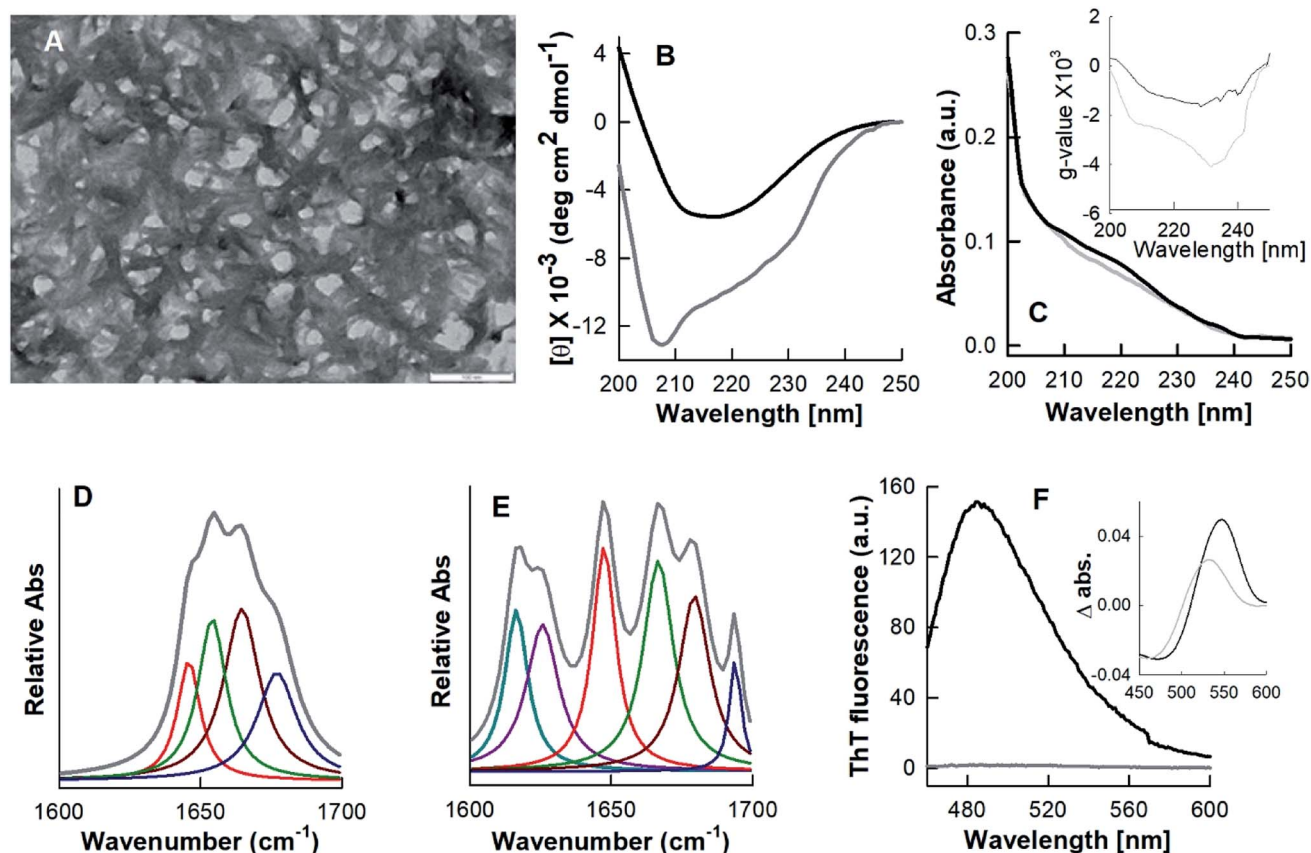 A
B
4
0
-4
-8
-12
[θ] X 10⁻³ (deg cm² dmol⁻¹)
200 210 220 230 240 250
Wavelength [nm]
C
0.3
0.2
0.1
0.0
Absorbance (a.u.)
200 210 220 230 240 250
Wavelength [nm]
2
0
-2
-4
-6
g-value X10³
200 220 240
Wavelength [nm]
D
Relative Abs
1600 1650 1700
Wavenumber (cm⁻¹)
E
Relative Abs
1600 1650 1700
Wavenumber (cm⁻¹)
F
160
120
80
40
0
ThT fluorescence (a.u.)
480 520 560 600
Wavelength [nm]
0.04
0.00
-0.04
Δ abs.
450 500 550 600